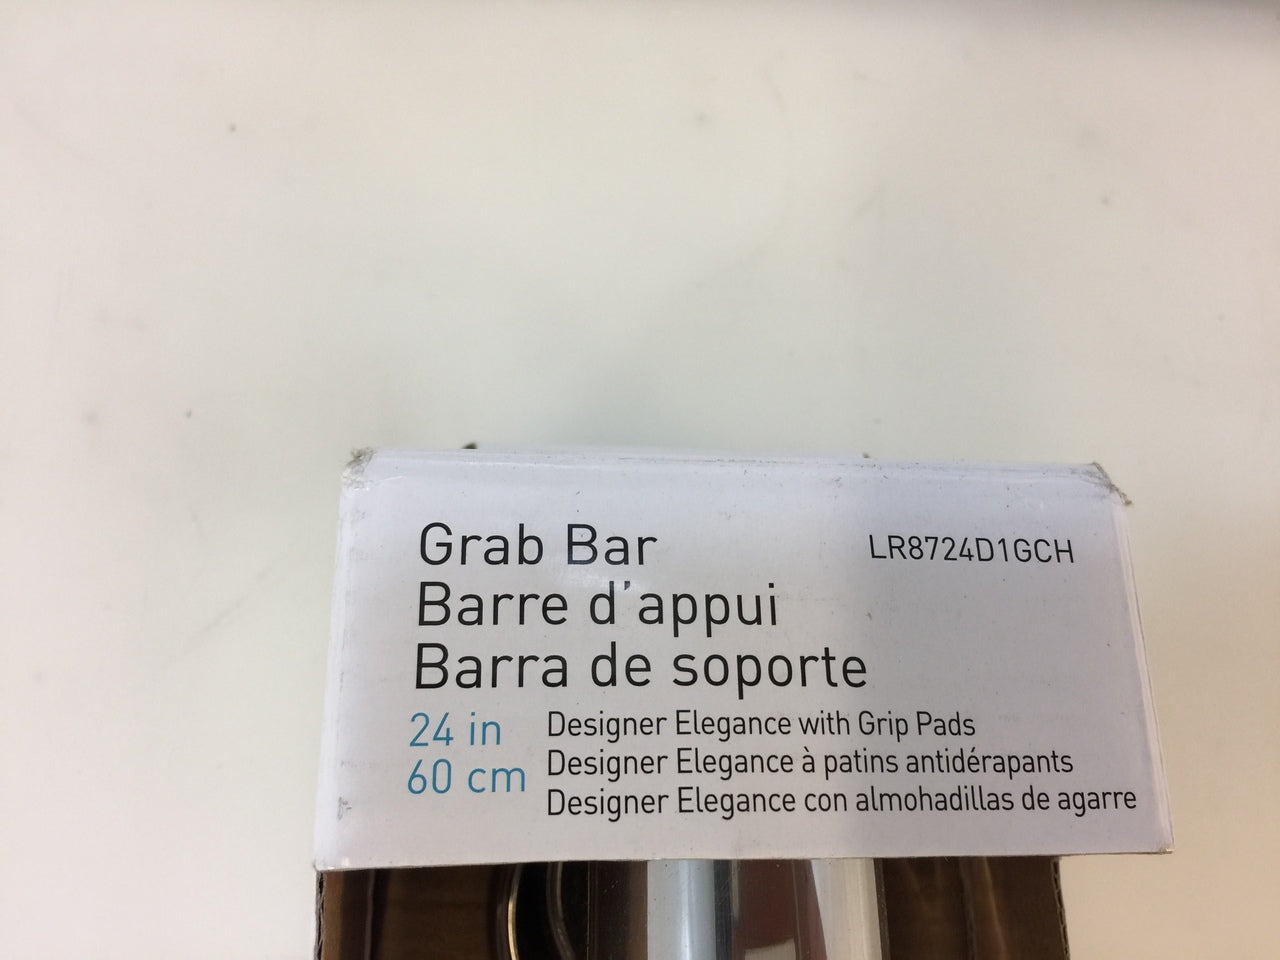 Grab Bar
LR8724D1GCH
Barre d'appui
Barra de soporte
24 in
60 cm
Designer Elegance with Grip Pads
Designer Elegance à patins antidérapants
Designer Elegance con almohadillas de agarre